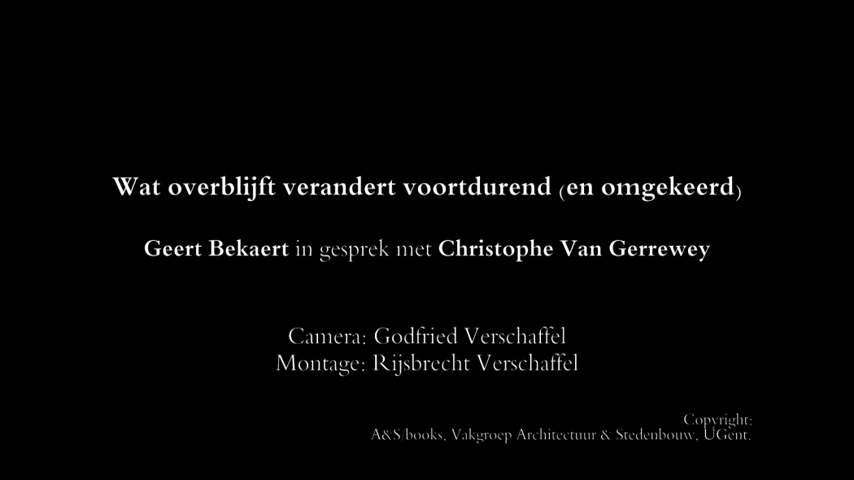 Wat overblijft verandert voortdurend (en omgekeerd)
Geert Bekaert in gesprek met Christophe Van Gerrewey
Camera: Godfried Verschaffel
Montage: Rijsbrecht Verschaffel
Copyright:
A&S/books, Vakgroep Architectuur & Stedenbouw, UGent.